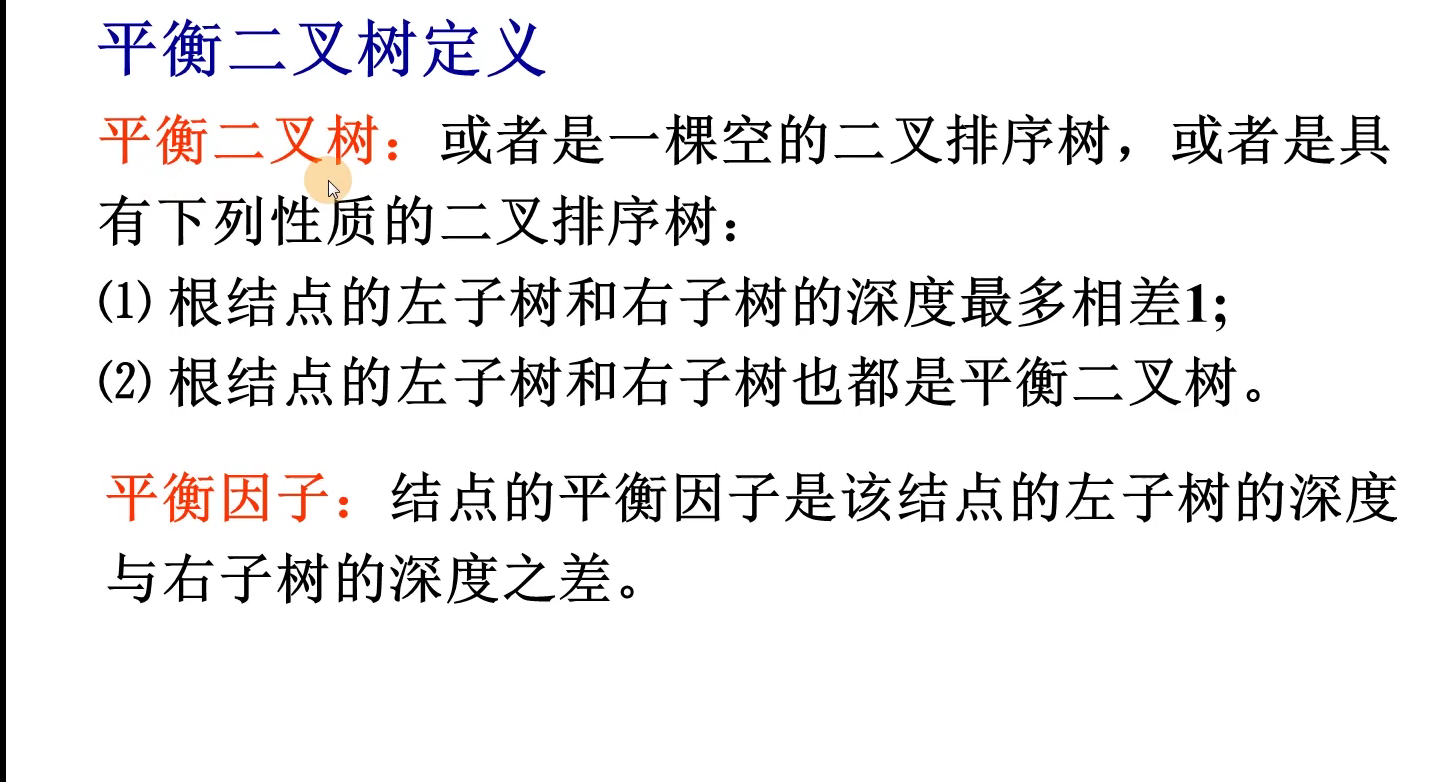 平衡二叉树定义
平衡二叉树：或者是一棵空的二叉排序树，或者是具
有下列性质的二叉排序树：
⑴ 根结点的左子树和右子树的深度最多相差1；
⑵ 根结点的左子树和右子树也都是平衡二叉树。
平衡因子：结点的平衡因子是该结点的左子树的深度
与右子树的深度之差。